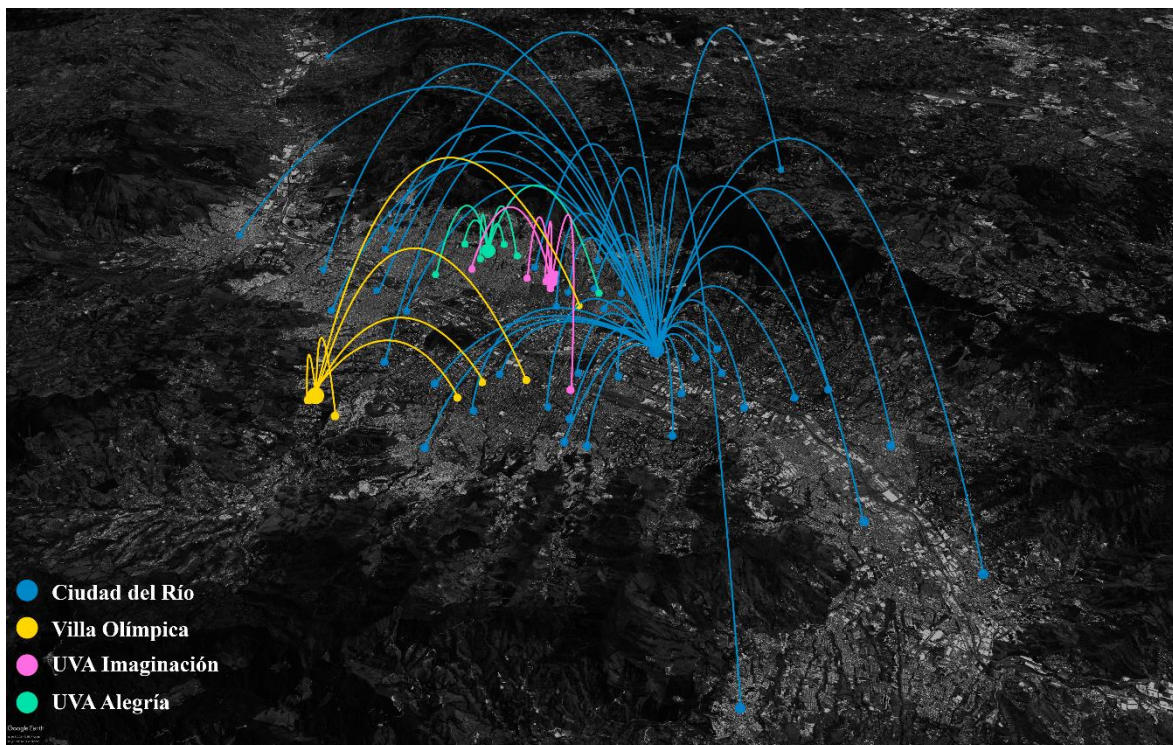 Ciudad del Río
Villa Olímpica
UVA Imaginación
UVA Alegría
Google Earth